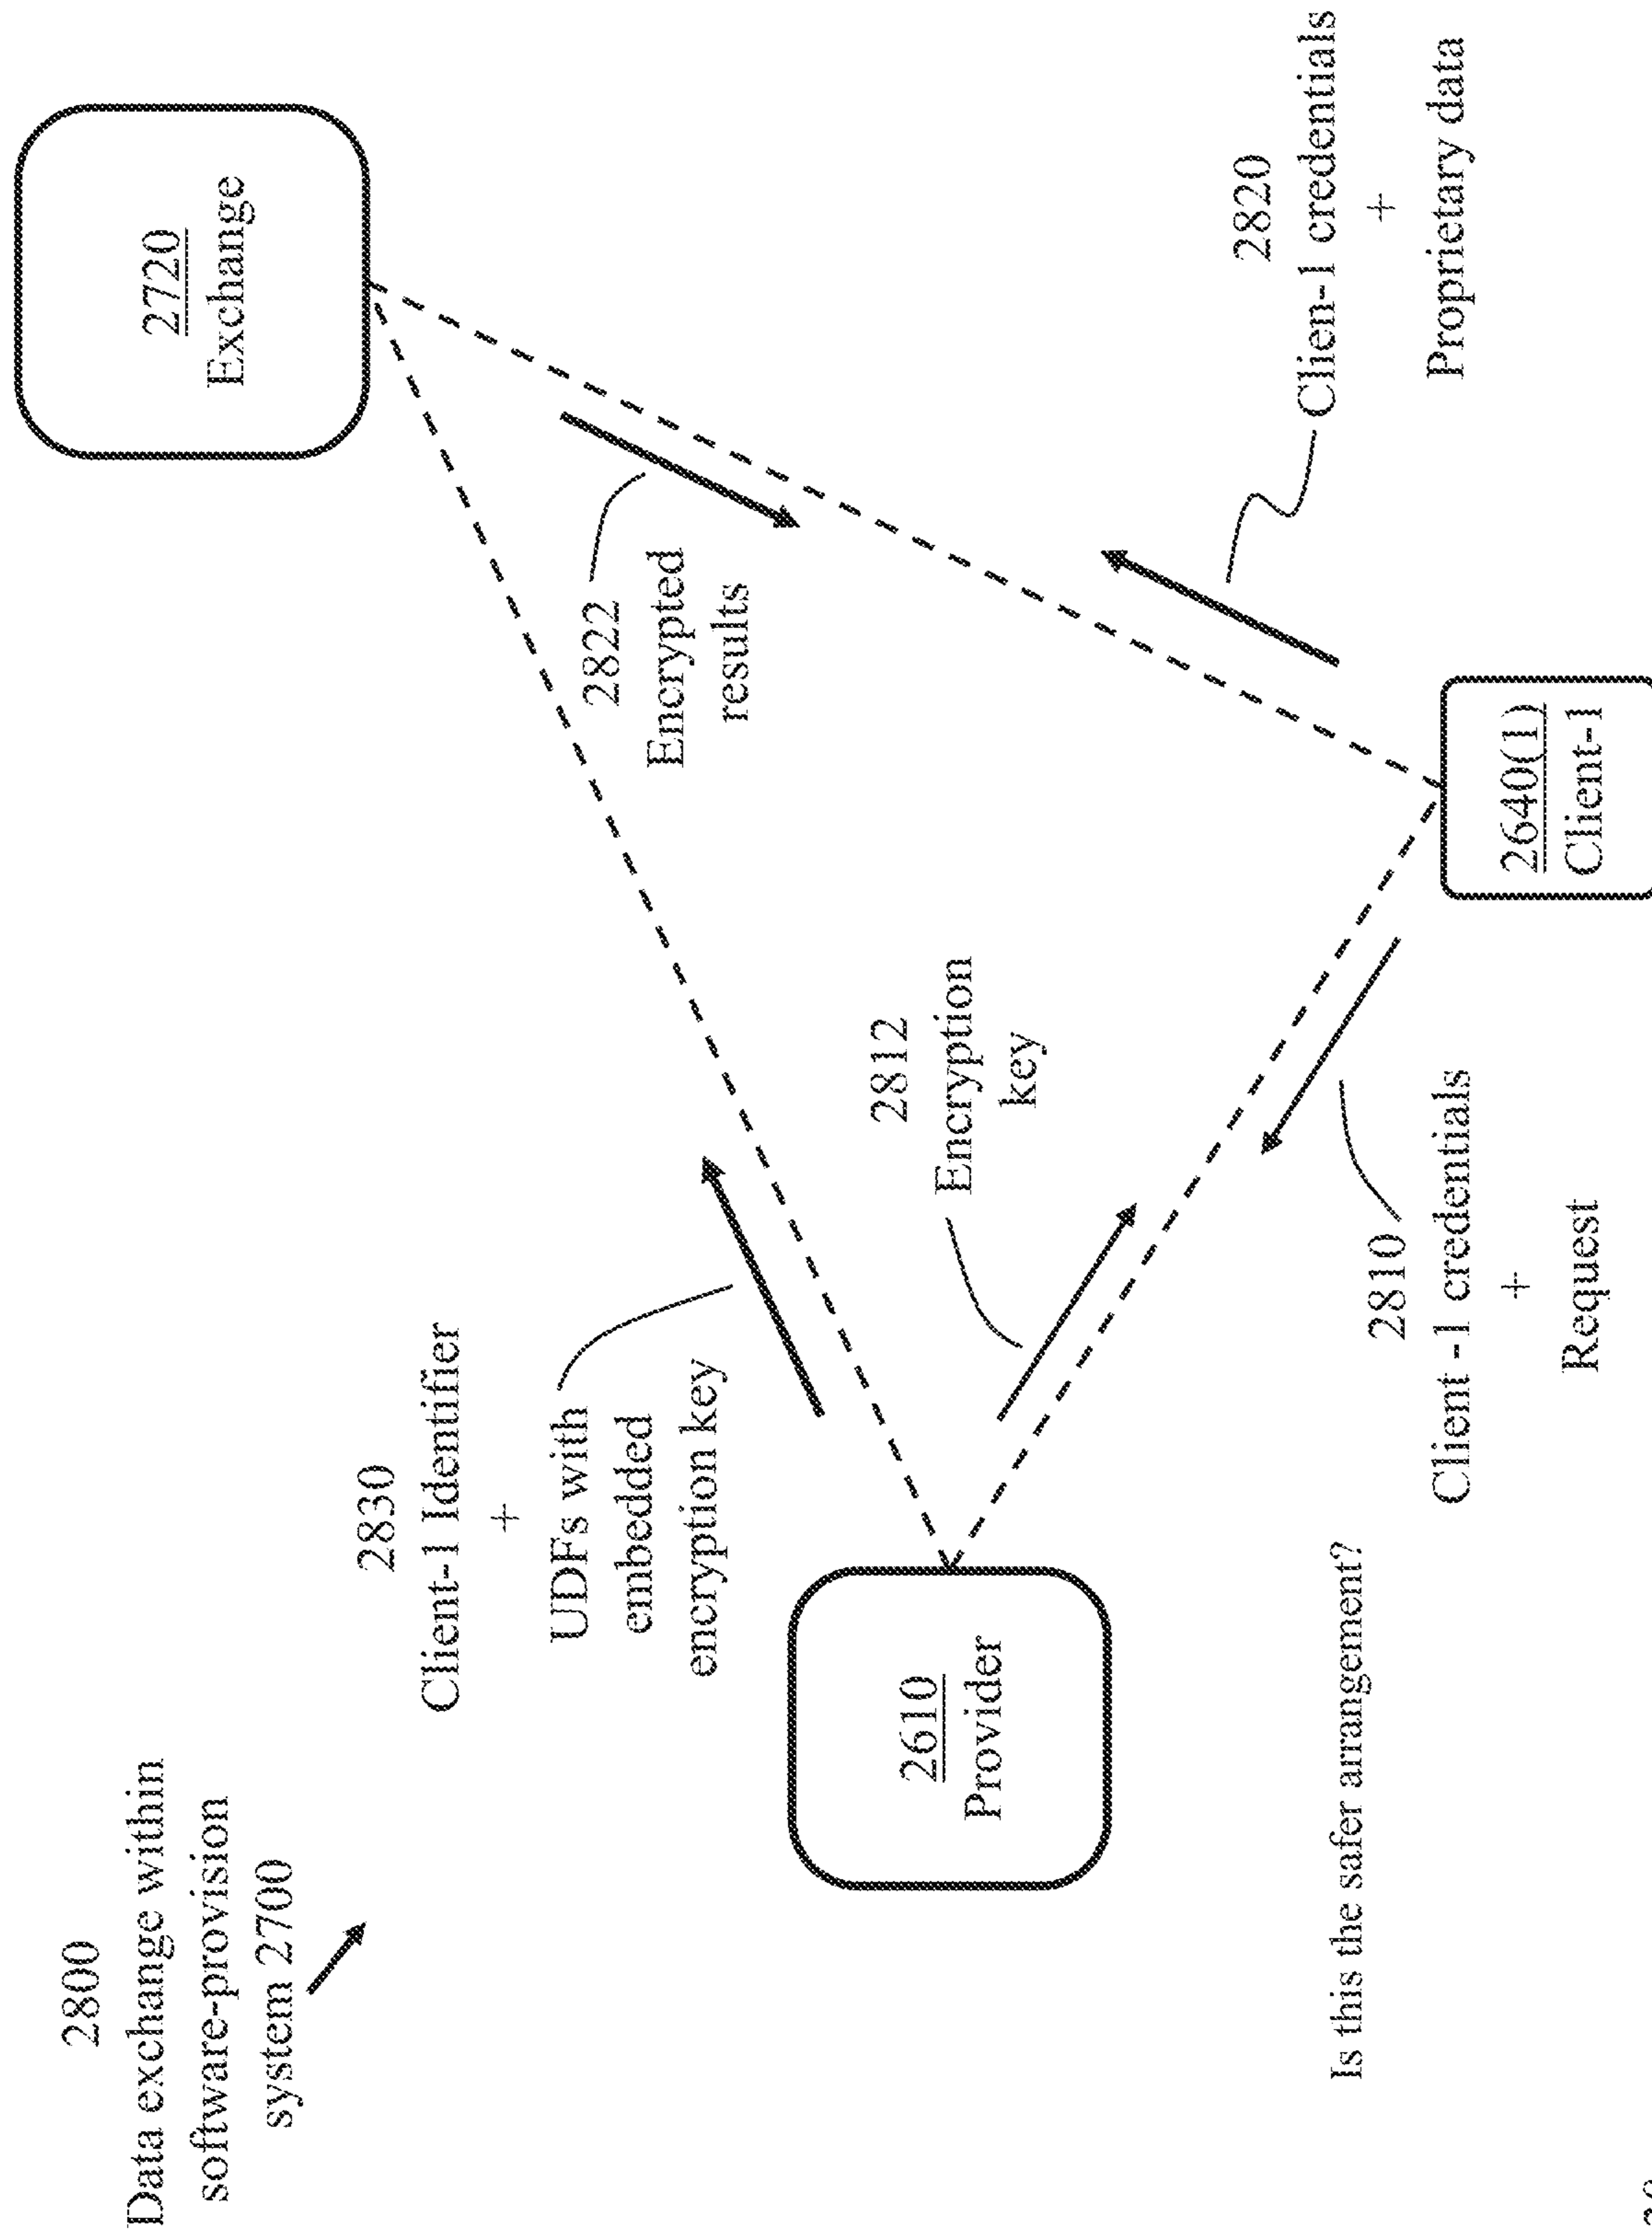 2800
Data exchange within
software-provision
system 2700
2830
Client-1 Identifier
+
UDFs with
embedded
encryption key
2720
Exchange
2822
Encrypted
results
2610
Provider
2812
Encryption
key
2820
Clien-1 credentials
+
Proprietary data
2810
Client -1 credentials
+
Request
2640(1)
Client-1
Is this the safer arrangement?